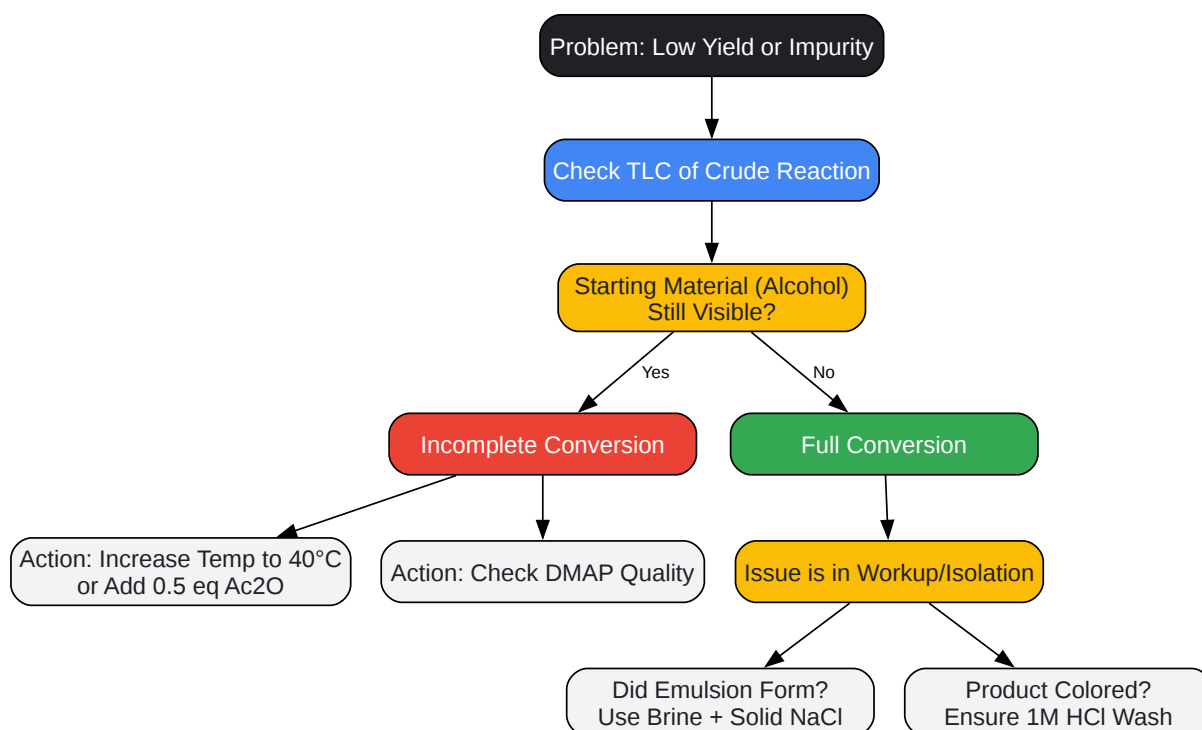 Problem: Low Yield or Impurity
Check TLC of Crude Reaction
Starting Material (Alcohol)
Still Visible?
Yes
No
Incomplete Conversion
Full Conversion
Action: Increase Temp to 40°C
or Add 0.5 eq Ac2O
Action: Check DMAP Quality
Issue is in Workup/Isolation
Did Emulsion Form?
Use Brine + Solid NaCl
Product Colored?
Ensure 1M HCl Wash